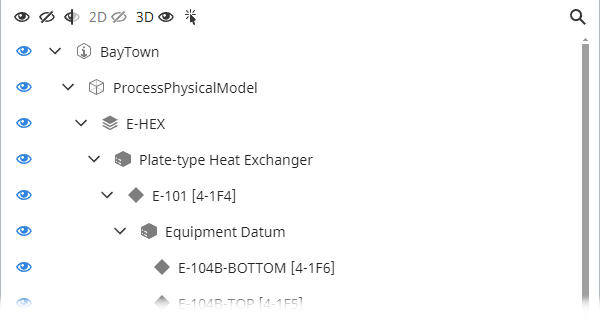 2D 3D
BayTown
ProcessPhysicalModel
E-HEX
Plate-type Heat Exchanger
E-101 [4-1F4]
Equipment Datum
E-104B-BOTTOM [4-1F6]
E-104B-TOP [4-1F5]